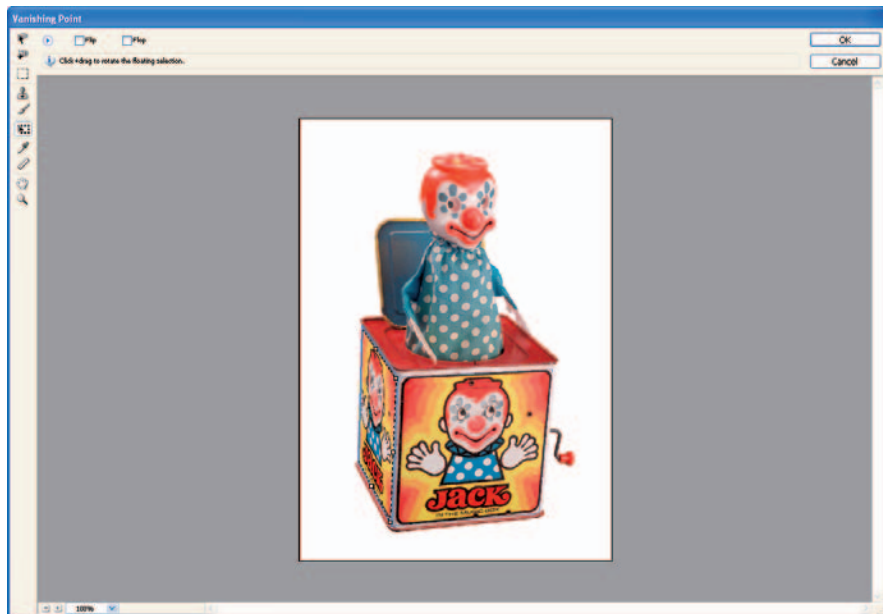 Vanishing Point
Flip
Flop
OK
Click+drag to rotate the floating selection.
Cancel
JACK
100%